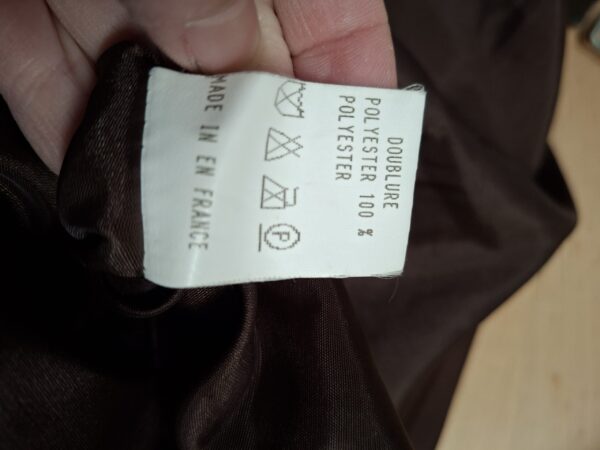 DOUBLURE
POLYESTER 100 %
POLYESTER
P
MADE IN EN FRANCE